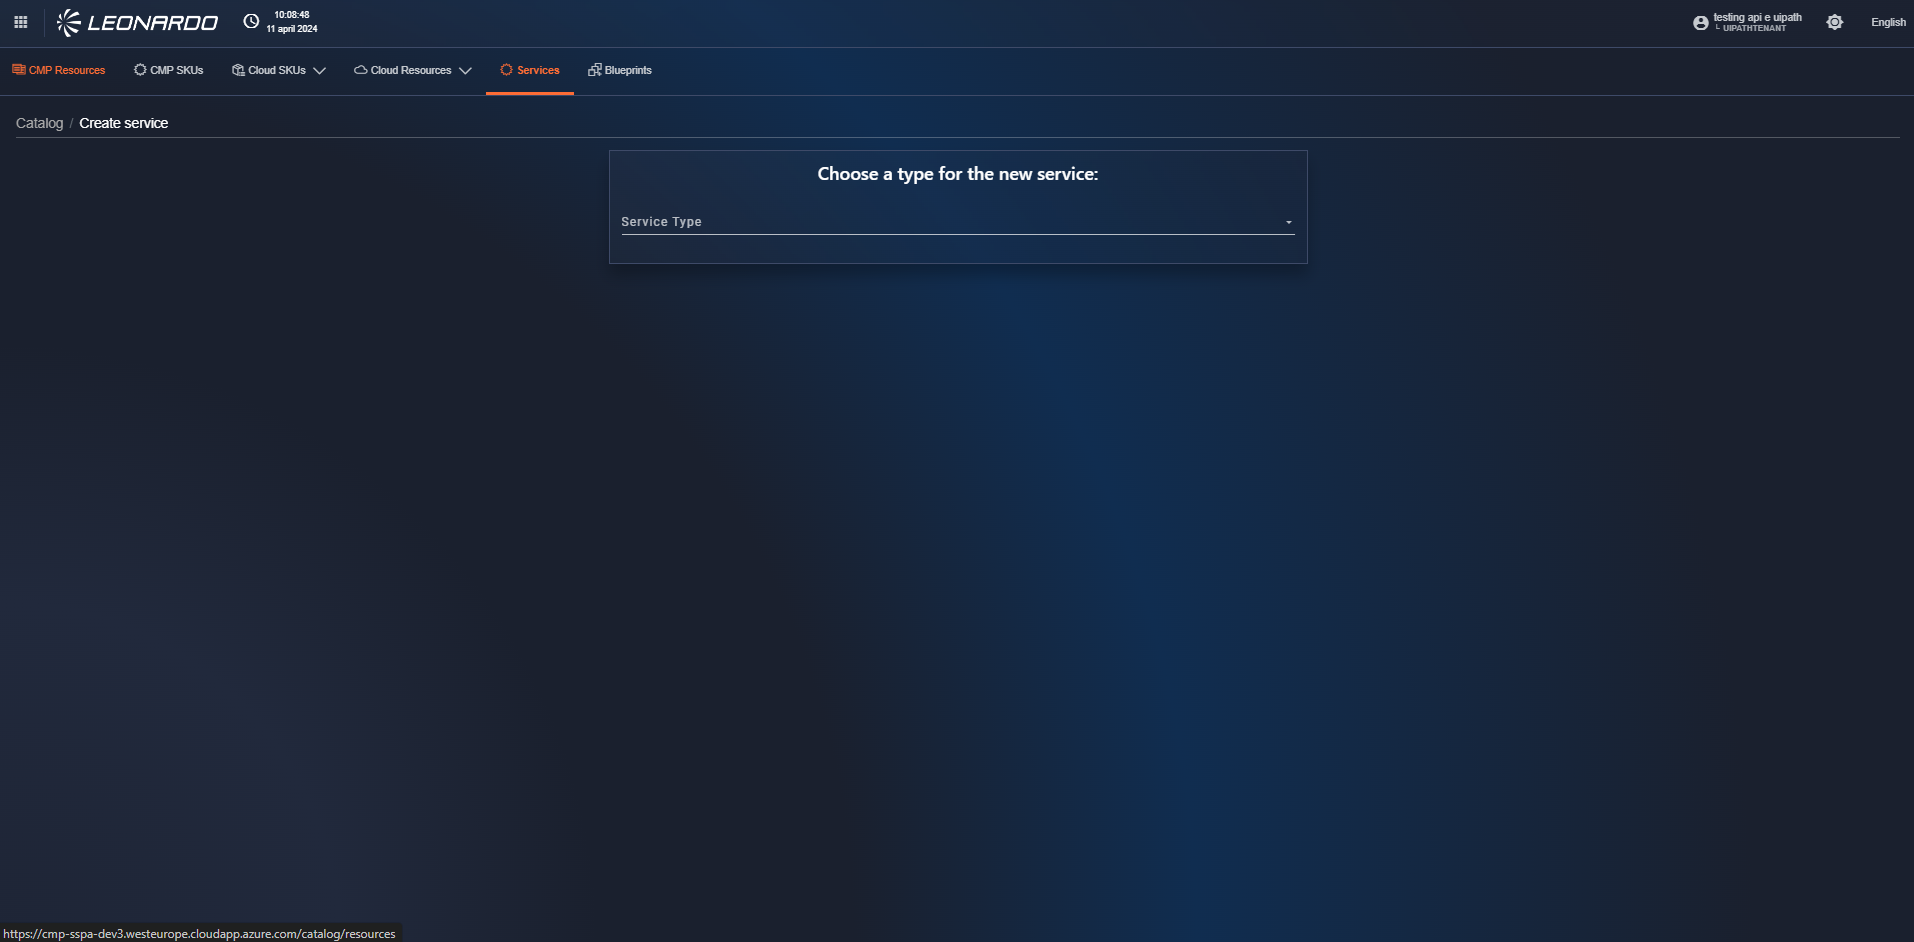 LEONARDO
10:08:48
11 april 2024
testing api e uipath
└ UIPATHTENANT
English
CMP Resources
CMP SKUs
Cloud SKUs
Cloud Resources
Services
Blueprints
Catalog / Create service
Choose a type for the new service:
Service Type
https://cmp-sspa-dev3.westeurope.cloudapp.azure.com/catalog/resources